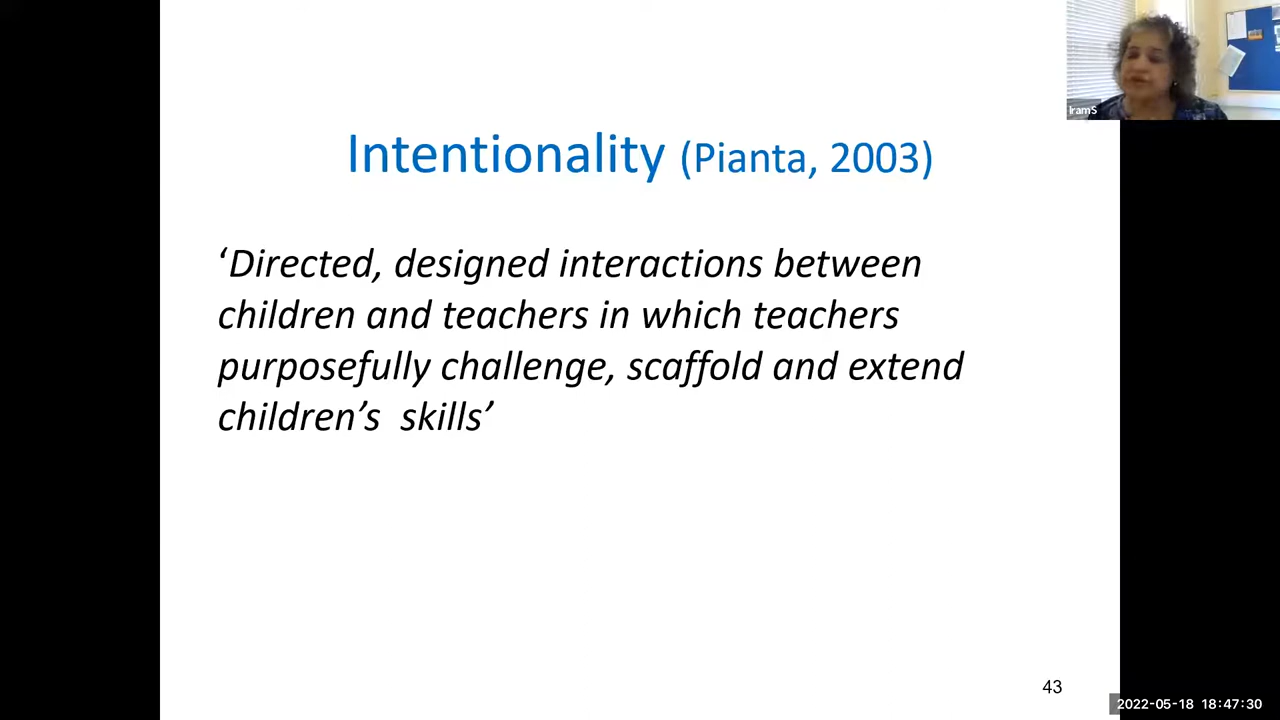 IramS
Intentionality (Pianta, 2003)
‘Directed, designed interactions between
children and teachers in which teachers
purposefully challenge, scaffold and extend
children’s  skills’
43
2022-05-18 18:47:30